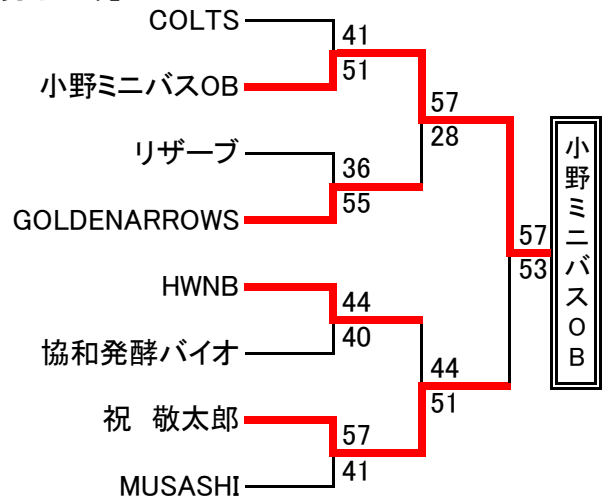 COLTS
41
51
小野ミニバスOB
57
28
リザーブ
36
55
GOLDENARROWS
小野ミニバスOB
57
53
HWNB
44
40
協和発酵バイオ
44
51
祝 敬太郎
57
41
MUSASHI